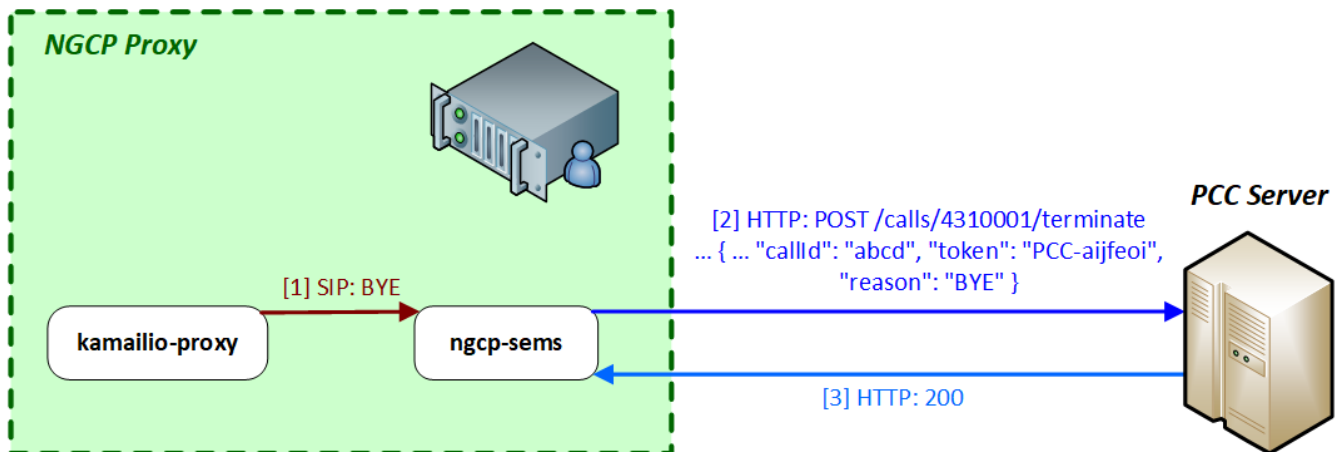 NGCP Proxy
PCC Server
[2] HTTP: POST /calls/4310001/terminate
... { ... "callId": "abcd", "token": "PCC-aijfeoi",
"reason": "BYE" }
[1] SIP: BYE
kamailio-proxy
ngcp-sems
[3] HTTP: 200